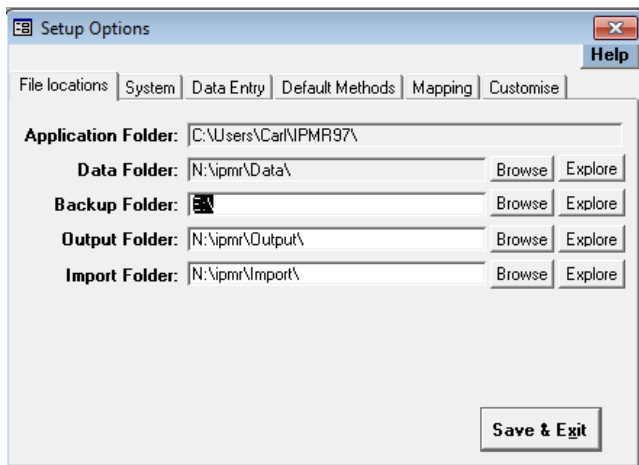 Setup Options
Help
File locations System Data Entry Default Methods Mapping Customise
Application Folder: C:\Users\Carl\IPMR97\
Data Folder: N:\ipmr\Data\ Browse Explore
Backup Folder: E:\ Browse Explore
Output Folder: N:\ipmr\Output\ Browse Explore
Import Folder: N:\ipmr\Import\ Browse Explore
Save & Exit